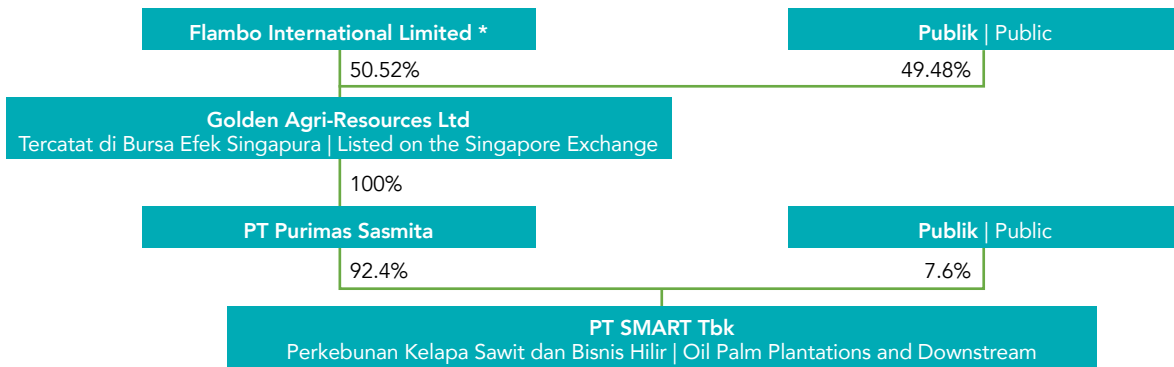 Flambo International Limited *
Publik | Public
50.52%
49.48%
Golden Agri-Resources Ltd
Tercatat di Bursa Efek Singapura | Listed on the Singapore Exchange
100%
PT Purimas Sasmita
Publik | Public
92.4%
7.6%
PT SMART Tbk
Perkebunan Kelapa Sawit dan Bisnis Hilir | Oil Palm Plantations and Downstream